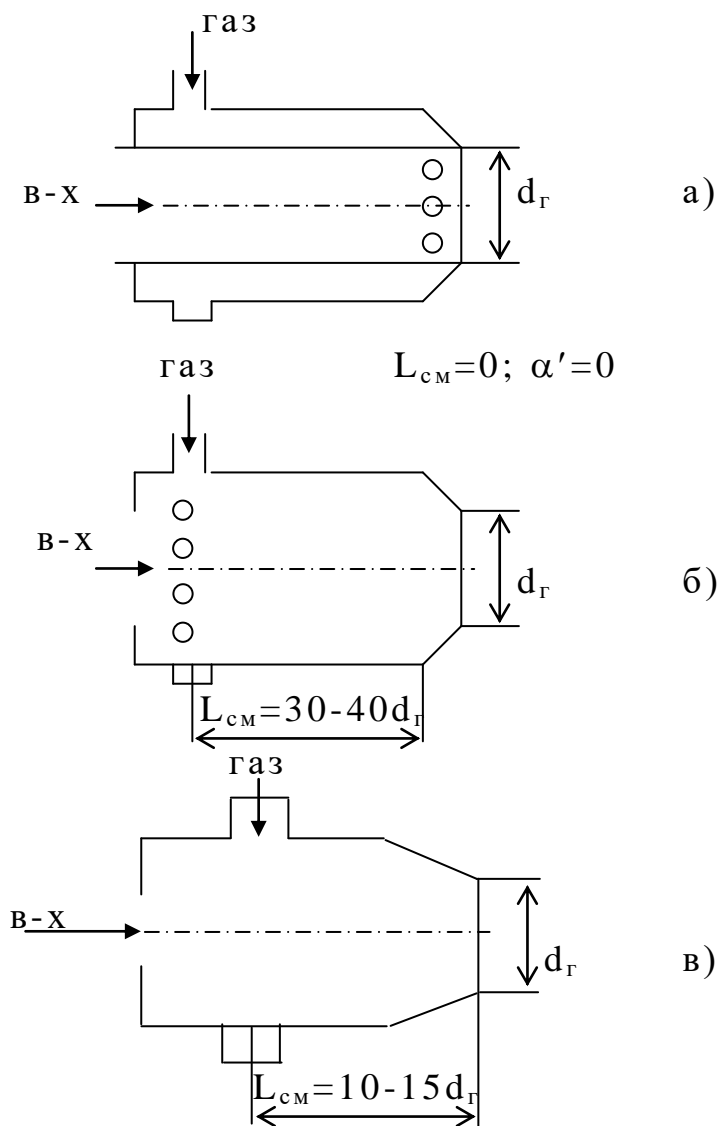 газ
в-х
dг
а)
Lсм=0; α′=0
газ
в-х
dг
б)
Lсм=30-40dг
газ
в-х
dг
в)
Lсм=10-15dг